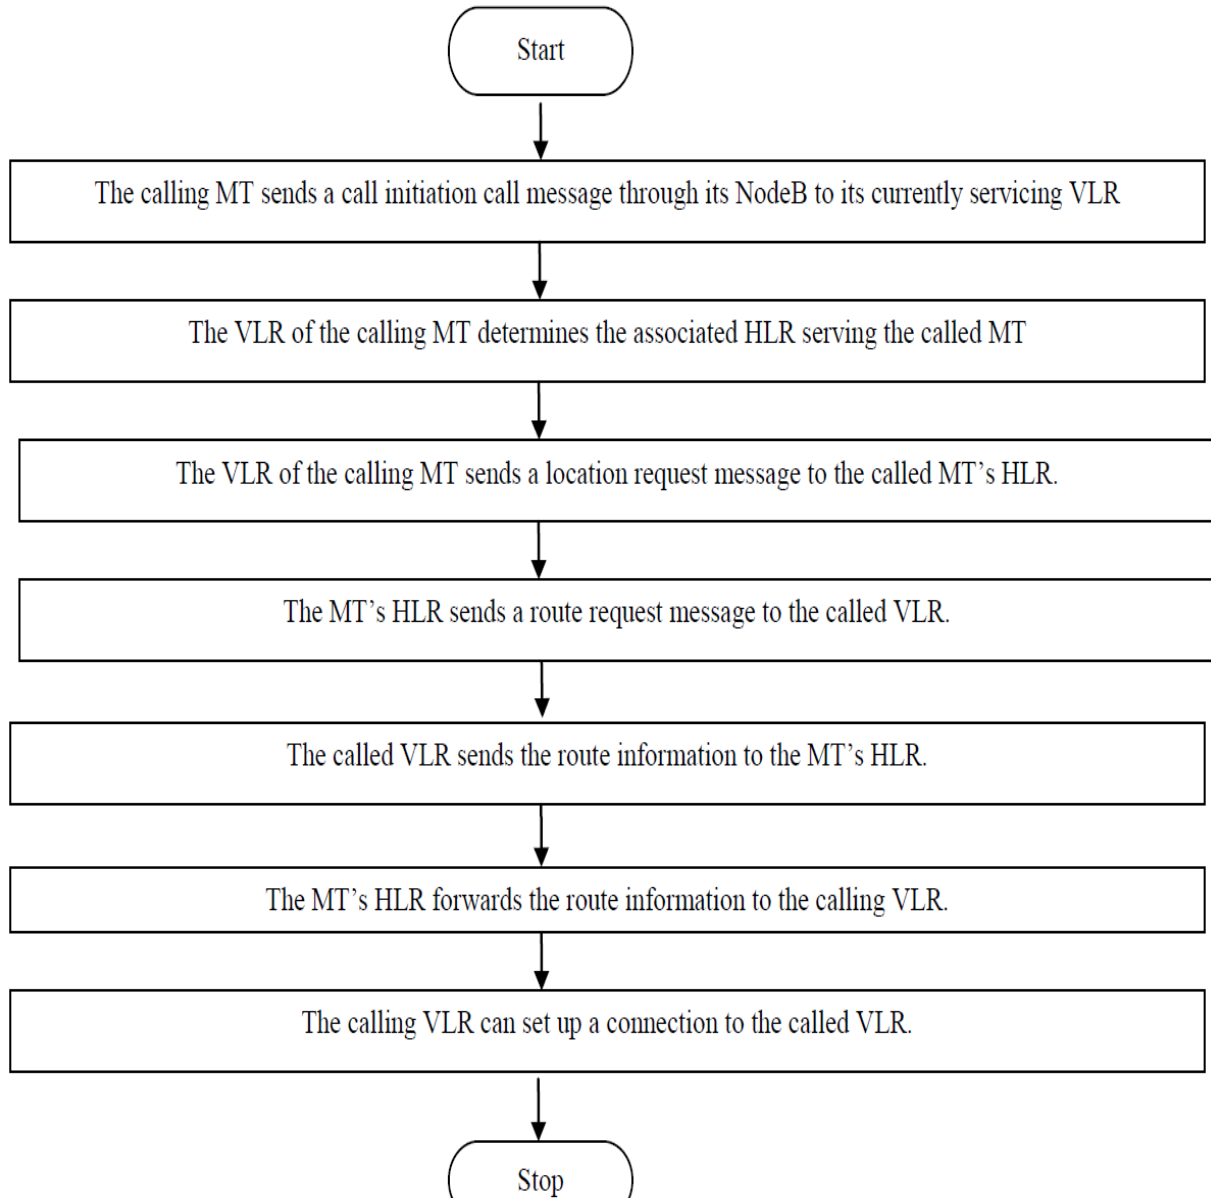 Start
The calling MT sends a call initiation call message through its NodeB to its currently servicing VLR
The VLR of the calling MT determines the associated HLR serving the called MT
The VLR of the calling MT sends a location request message to the called MT’s HLR.
The MT’s HLR sends a route request message to the called VLR.
The called VLR sends the route information to the MT’s HLR.
The MT’s HLR forwards the route information to the calling VLR.
The calling VLR can set up a connection to the called VLR.
Stop